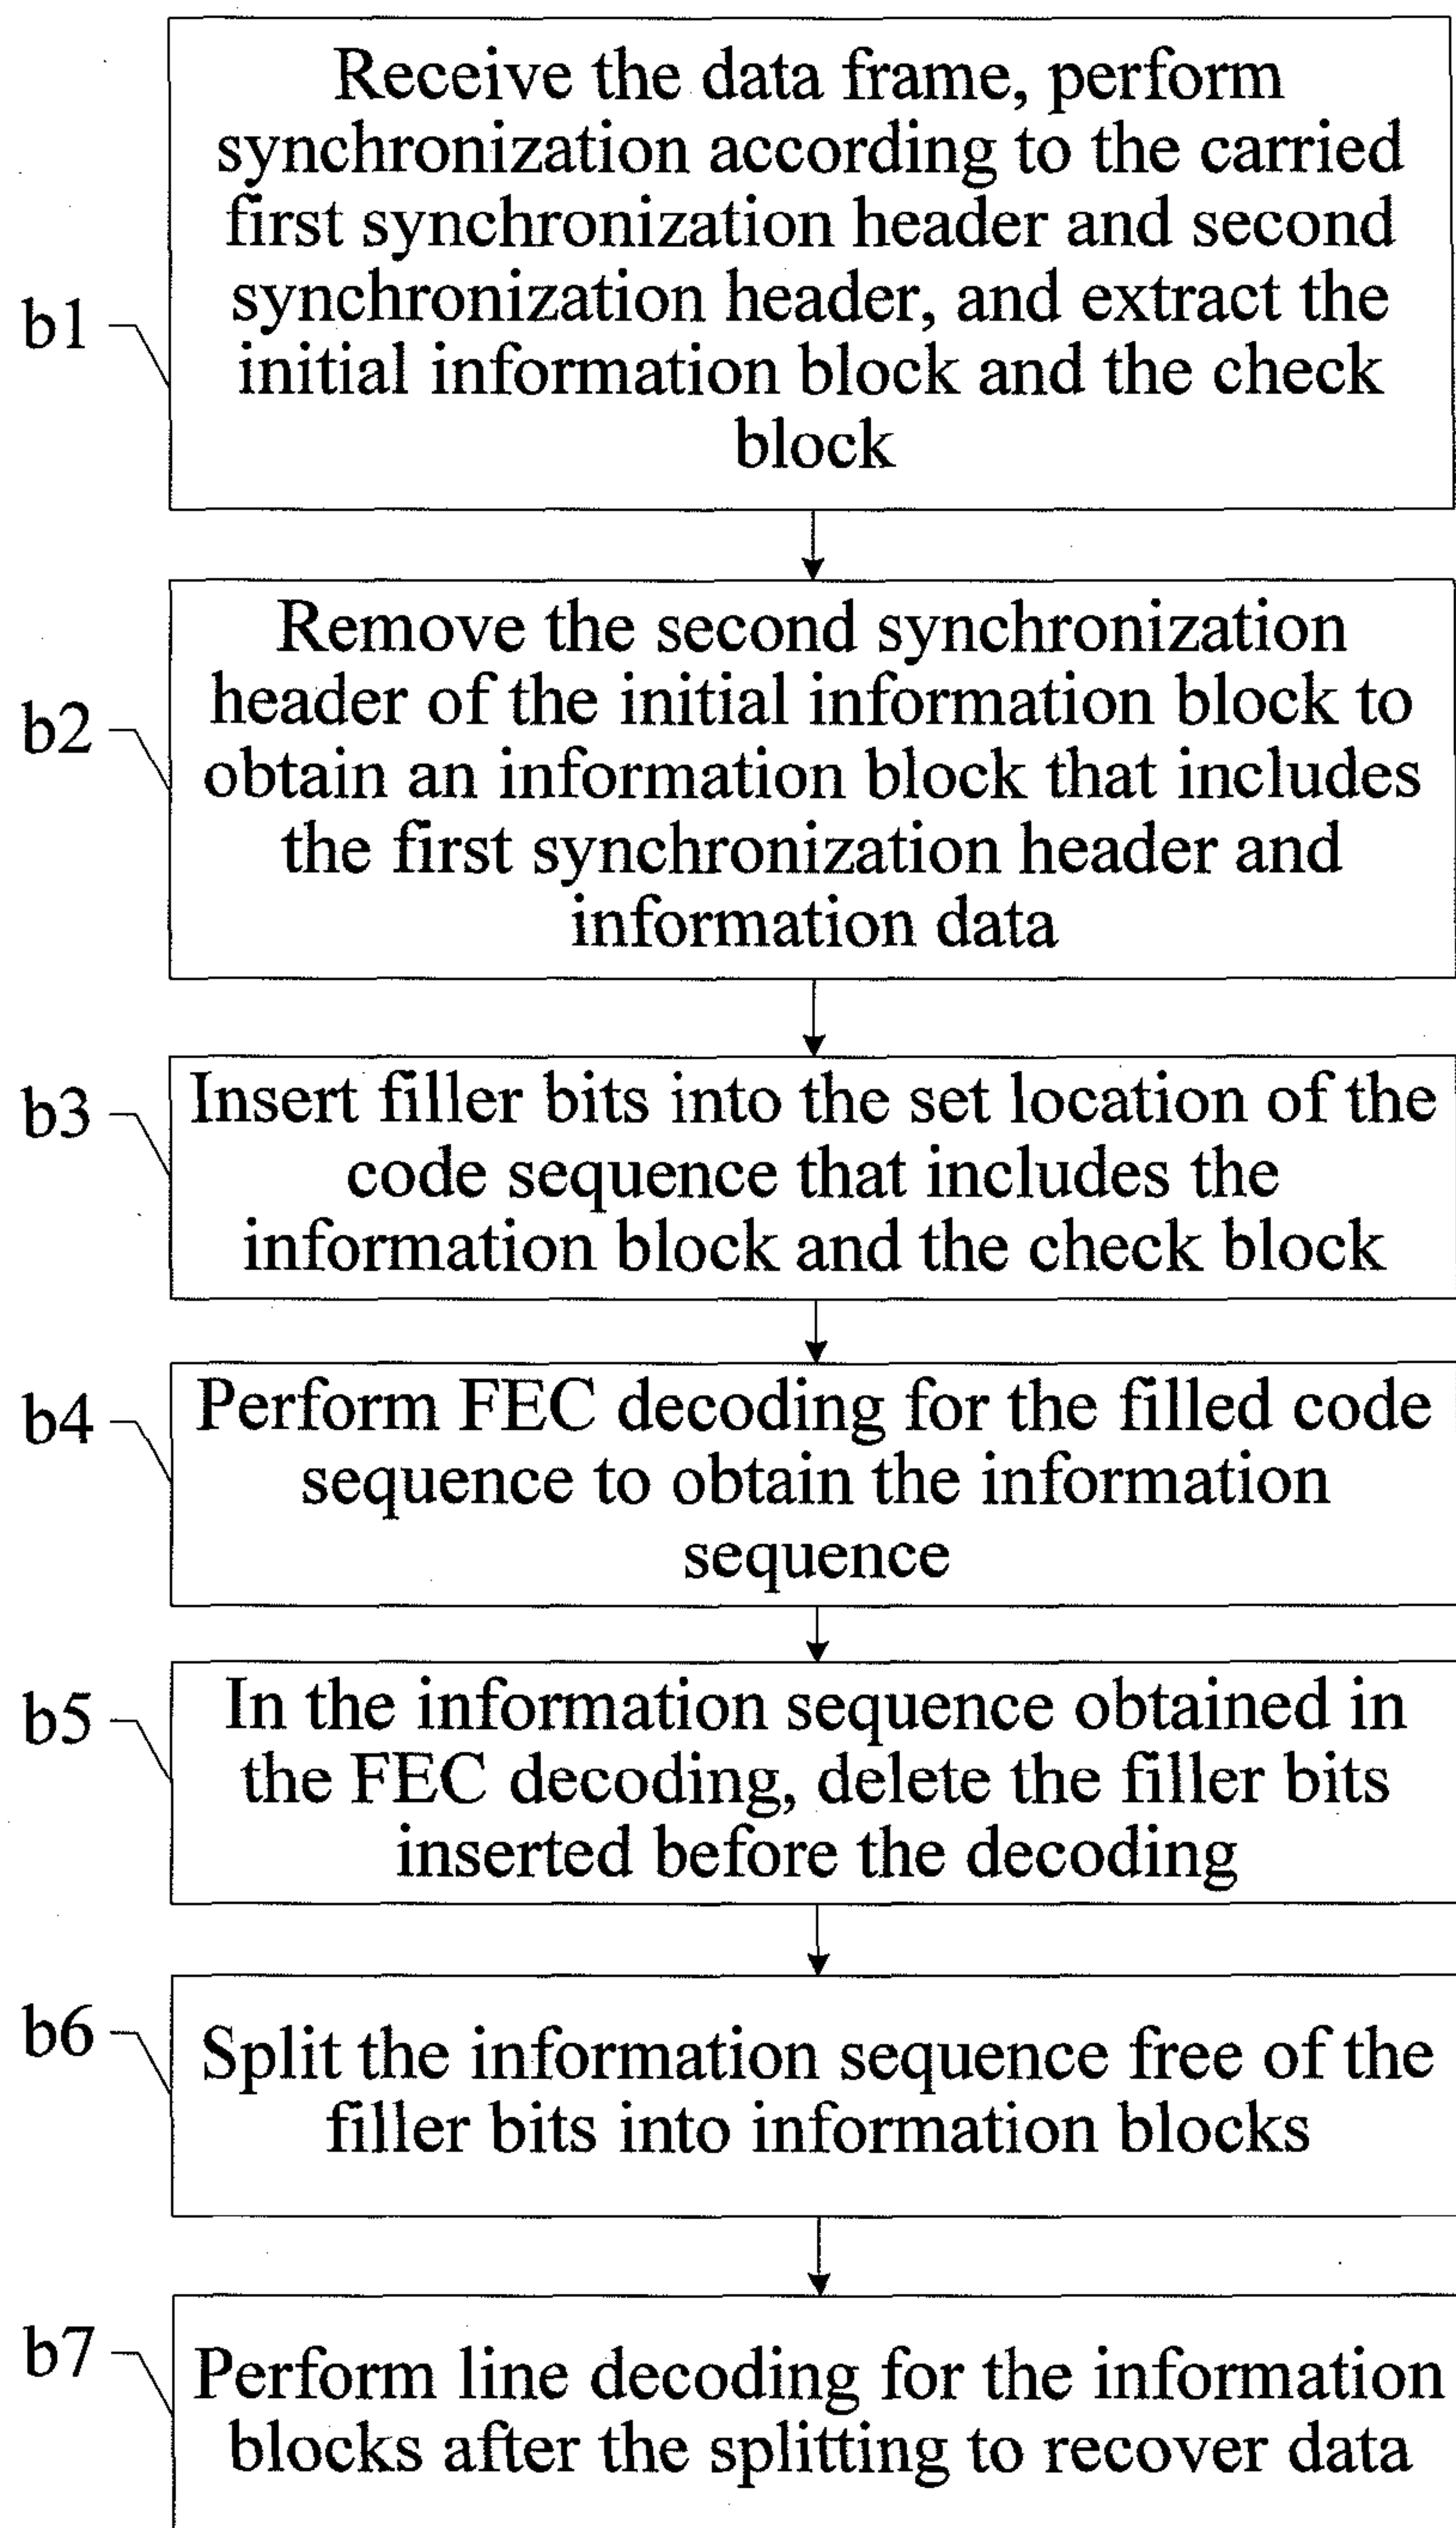 Receive the data frame, perform
synchronization according to the carried
first synchronization header and second
synchronization header, and extract the
b1
initial information block and the check
block
Remove the second synchronization
header of the initial information block to
b2
obtain an information block that includes
the first synchronization header and
information data
b3
Insert filler bits into the set location of the
code sequence that includes the
information block and the check block
b4
Perform FEC decoding for the filled code
sequence to obtain the information
sequence
b5
In the information sequence obtained in
the FEC decoding, delete the filler bits
inserted before the decoding
b6
Split the information sequence free of the
filler bits into information blocks
b7
Perform line decoding for the information
blocks after the splitting to recover data